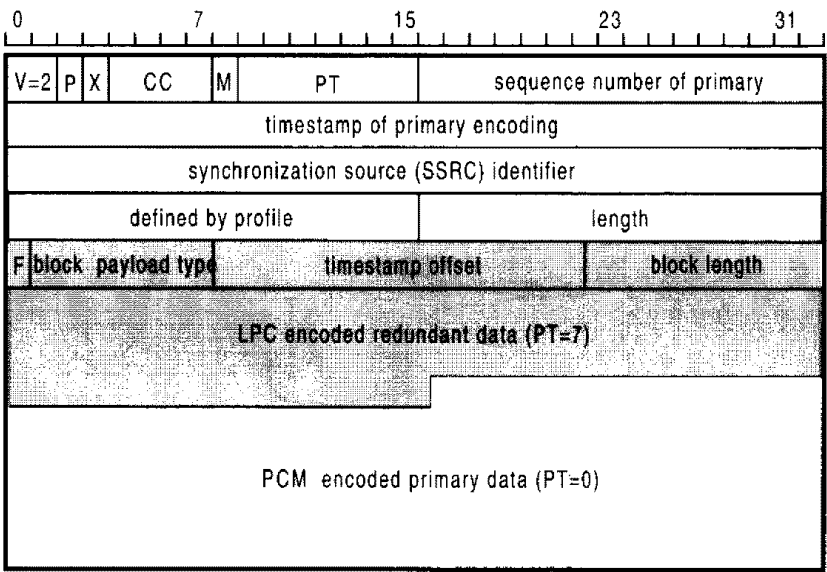 0 7 15 23 31
V=2 P X CC M PT sequence number of primary
timestamp of primary encoding
synchronization source (SSRC) identifier
defined by profile length
F block payload type timestamp offset block length
LPC encoded redundant data (PT=7)
PCM encoded primary data (PT=0)